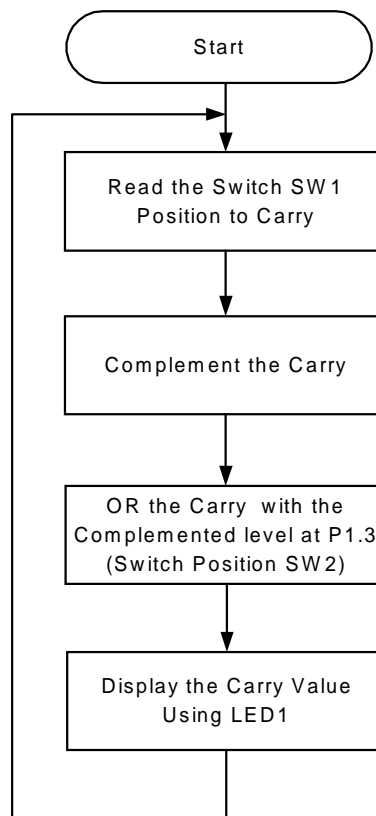 Start
Read the Switch SW1
Position to Carry
Complement the Carry
OR the Carry with the
Complemented level at P1.3
(Switch Position SW2)
Display the Carry Value
Using LED1